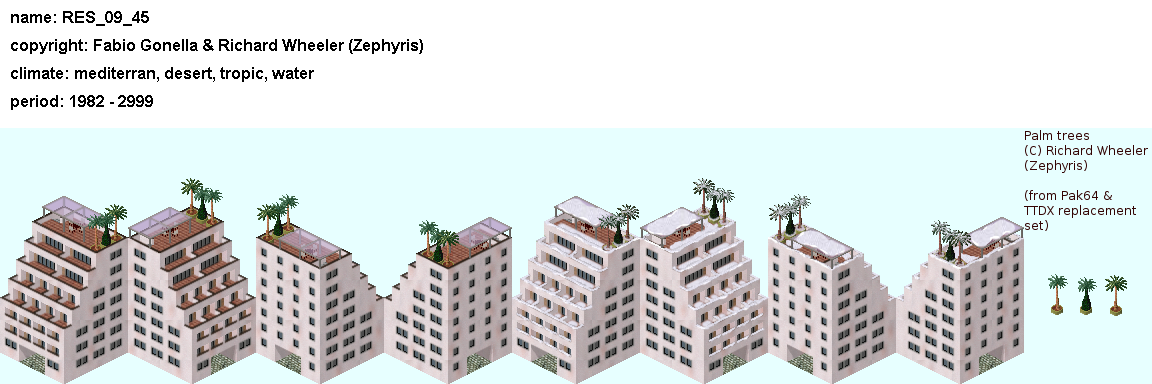 name: RES_09_45
copyright: Fabio Gonella & Richard Wheeler (Zephyris)
climate: mediterran, desert, tropic, water
period: 1982 - 2999
Palm trees
(C) Richard Wheeler
(Zephyris)
(from Pak64 &
TTDX replacement
set)